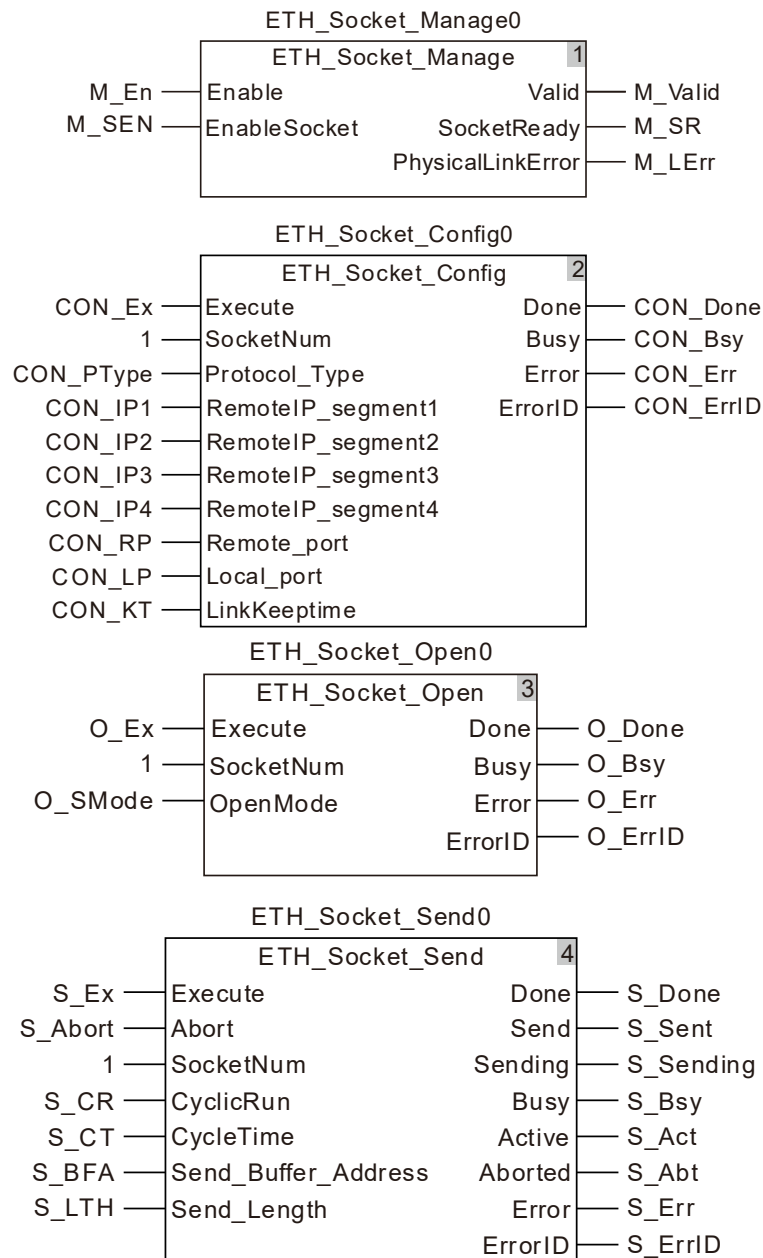 ETH_Socket_Manage0
ETH_Socket_Manage 1
M_En Enable Valid M_Valid
M_SEN EnableSocket SocketReady M_SR
PhysicalLinkError M_LErr
ETH_Socket_Config0
ETH_Socket_Config 2
CON_Ex Execute Done CON_Done
1 SocketNum Busy CON_Bsy
CON_PType Protocol_Type Error CON_Err
CON_IP1 RemoteIP_segment1 ErrorID CON_ErrID
CON_IP2 RemoteIP_segment2
CON_IP3 RemoteIP_segment3
CON_IP4 RemoteIP_segment4
CON_RP Remote_port
CON_LP Local_port
CON_KT LinkKeeptime
ETH_Socket_Open0
ETH_Socket_Open 3
O_Ex Execute Done O_Done
1 SocketNum Busy O_Bsy
O_SMode OpenMode Error O_Err
ErrorID O_ErrID
ETH_Socket_Send0
ETH_Socket_Send 4
S_Ex Execute Done S_Done
S_Abort Abort Send S_Sent
1 SocketNum Sending S_Sending
S_CR CyclicRun Busy S_Bsy
S_CT CycleTime Active S_Act
S_BFA Send_Buffer_Address Aborted S_Abt
S_LTH Send_Length Error S_Err
ErrorID S_ErrID